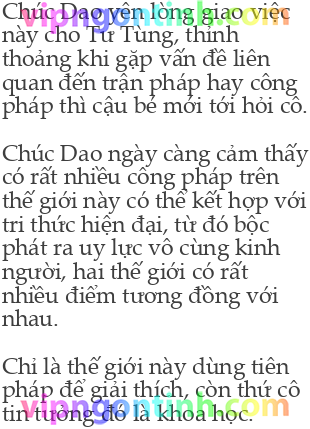 Chúc Dao yên lòng giao việc
này cho Từ Tùng, thỉnh
thoảng khi gặp vấn đề liên
quan đến trận pháp hay công
pháp thì cậu bé mới tới hỏi cô.
Chúc Dao ngày càng cảm thấy
có rất nhiều công pháp trên
thế giới này có thể kết hợp với
tri thức hiện đại, từ đó bộc
phát ra uy lực vô cùng kinh
người, hai thế giới có rất
nhiều điểm tương đồng với
nhau.
Chỉ là thế giới này dùng tiên
pháp để giải thích, còn thứ cô
tin tưởng đó là khoa học.
vipngontinh.com
vipngontinh.com